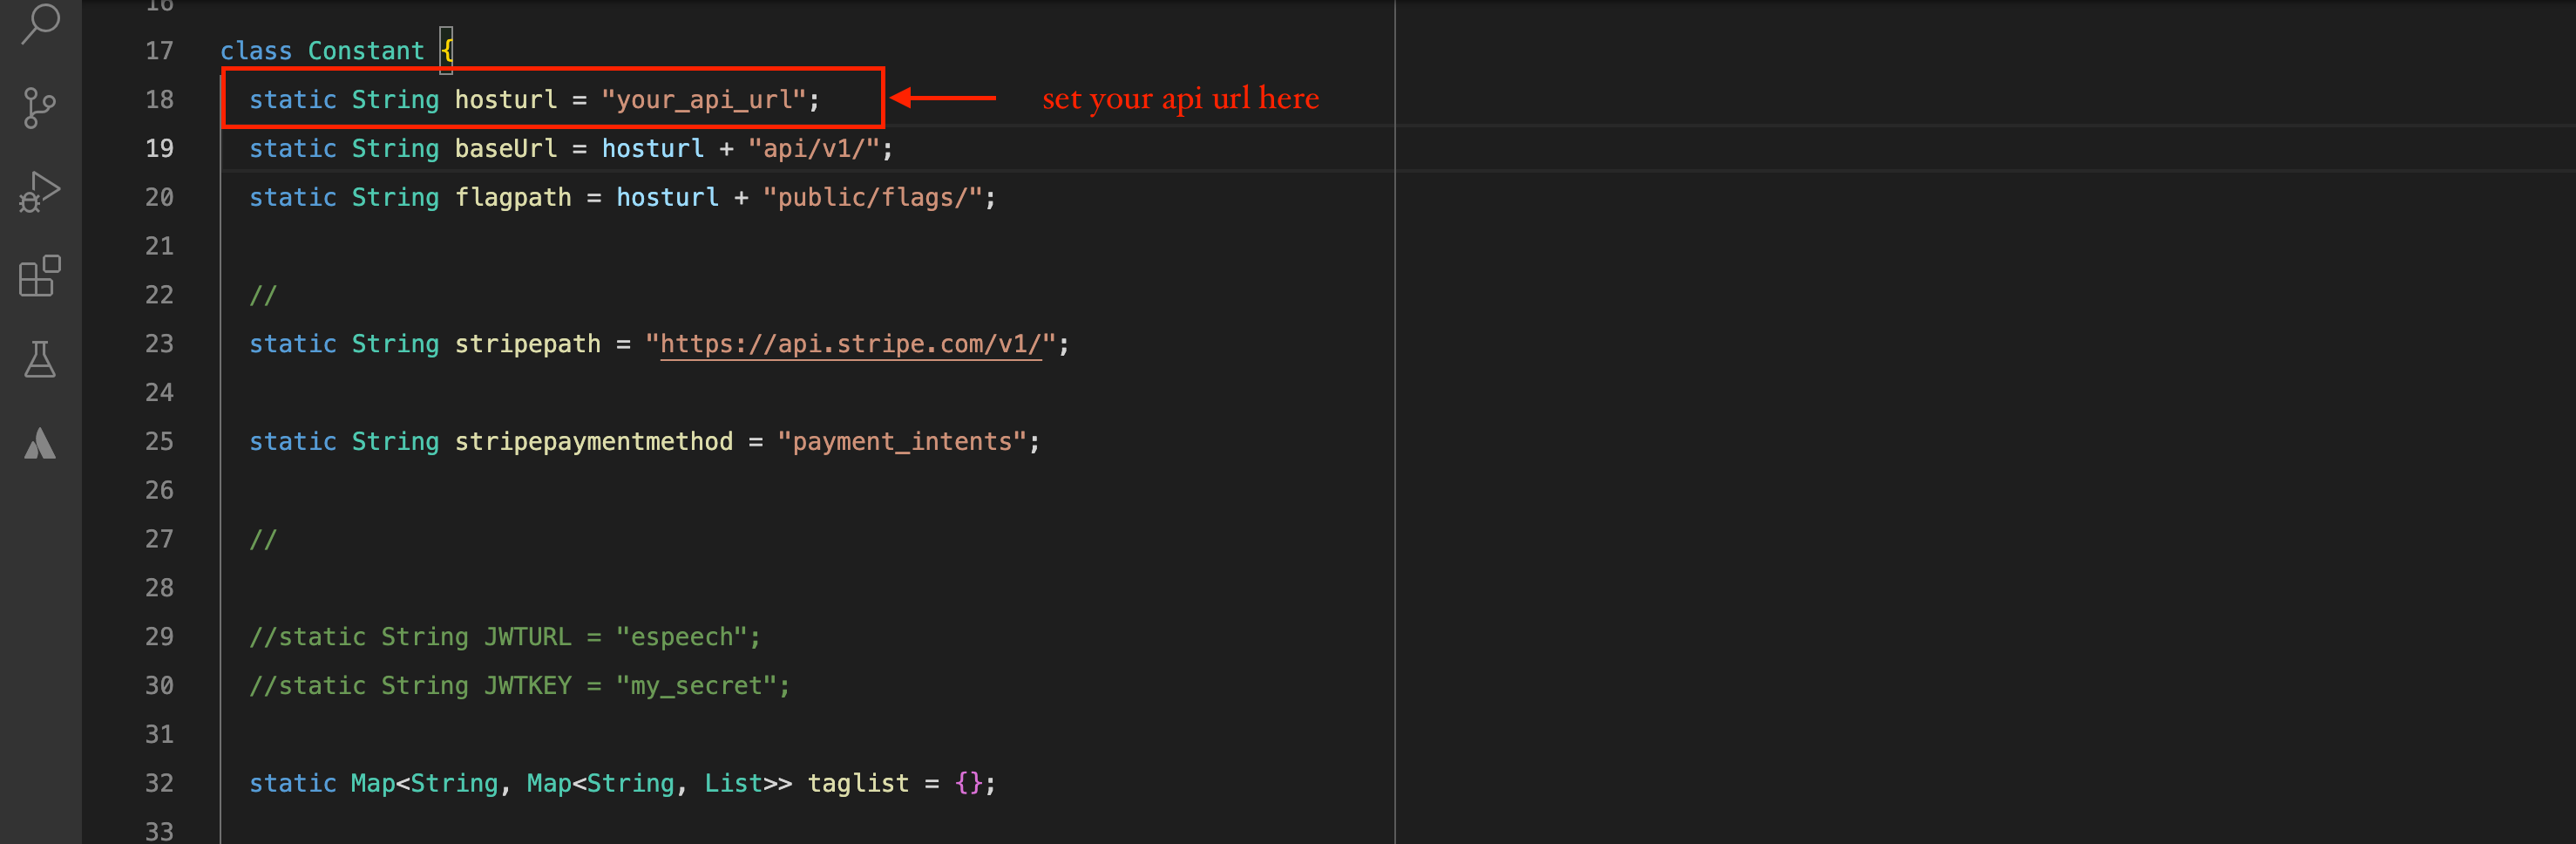 16
17 class Constant {
18 static String hosturl = "your_api_url"; set your api url here
19 static String baseUrl = hosturl + "api/v1/";
20 static String flagpath = hosturl + "public/flags/";
21
22 //
23 static String stripepath = "https://api.stripe.com/v1/";
24
25 static String stripepaymentmethod = "payment_intents";
26
27 //
28
29 //static String JWTURL = "espeech";
30 //static String JWTKEY = "my_secret";
31
32 static Map<String, Map<String, List>> taglist = {};
33